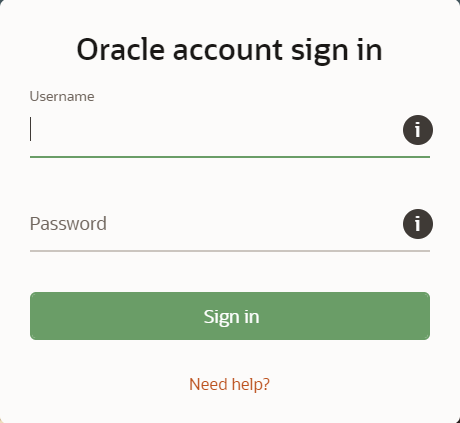 Oracle account sign in
Username
i
Password
i
Sign in
Need help?